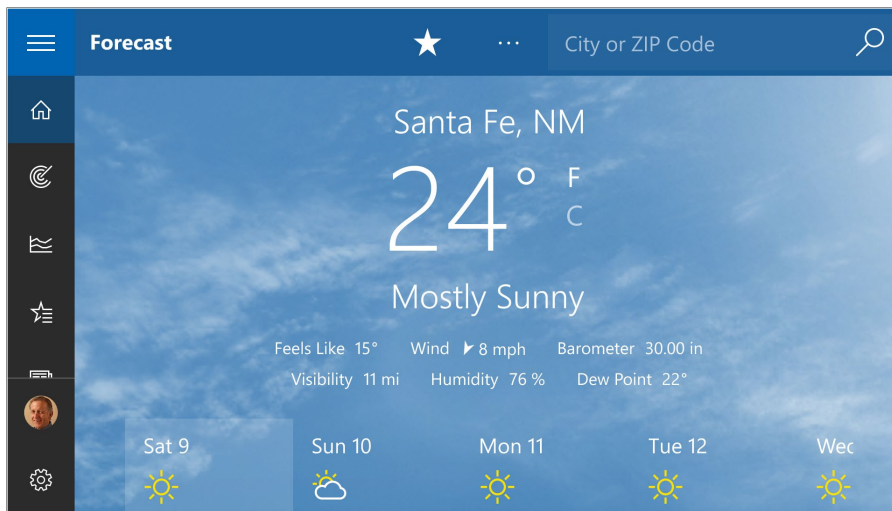 Forecast
City or ZIP Code
Santa Fe, NM
24° F
C
Mostly Sunny
Feels Like 15° Wind 8 mph Barometer 30.00 in
Visibility 11 mi Humidity 76 % Dew Point 22°
Sat 9 Sun 10 Mon 11 Tue 12 Wed